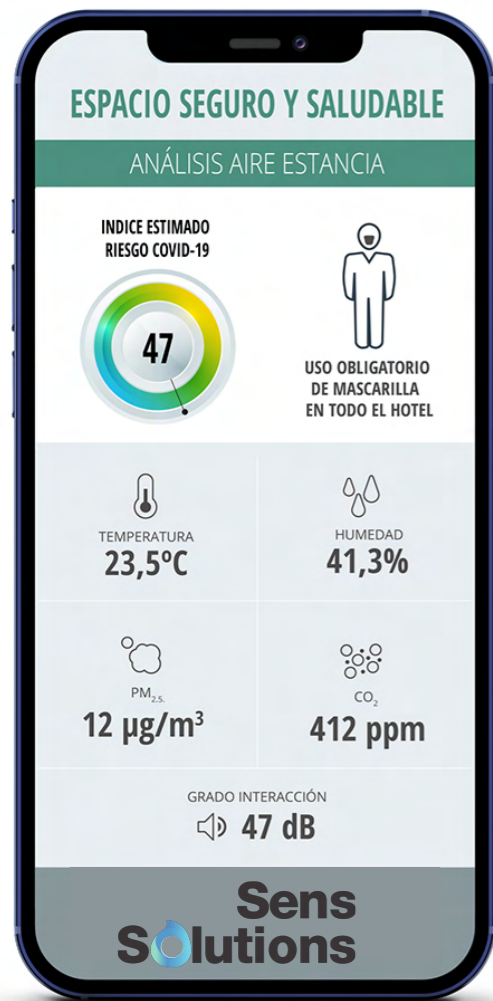 ESPACIO SEGURO Y SALUDABLE
ANÁLISIS AIRE ESTANCIA
INDICE ESTIMADO
RIESGO COVID-19
47
USO OBLIGATORIO
DE MASCARILLA
EN TODO EL HOTEL
TEMPERATURA
23,5ºC
HUMEDAD
41,3%
PM2.5.
12 µg/m³
CO2
412 ppm
GRADO INTERACCIÓN
47 dB
Sens
Solutions